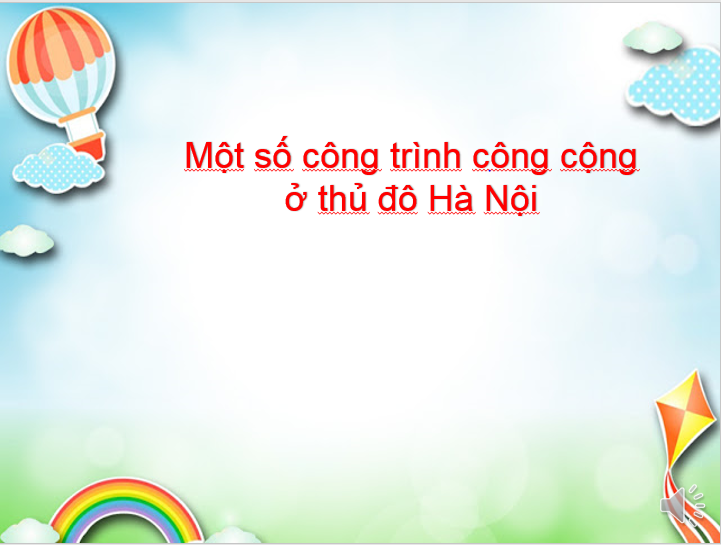 Một số công trình công cộng
ở thủ đô Hà Nội